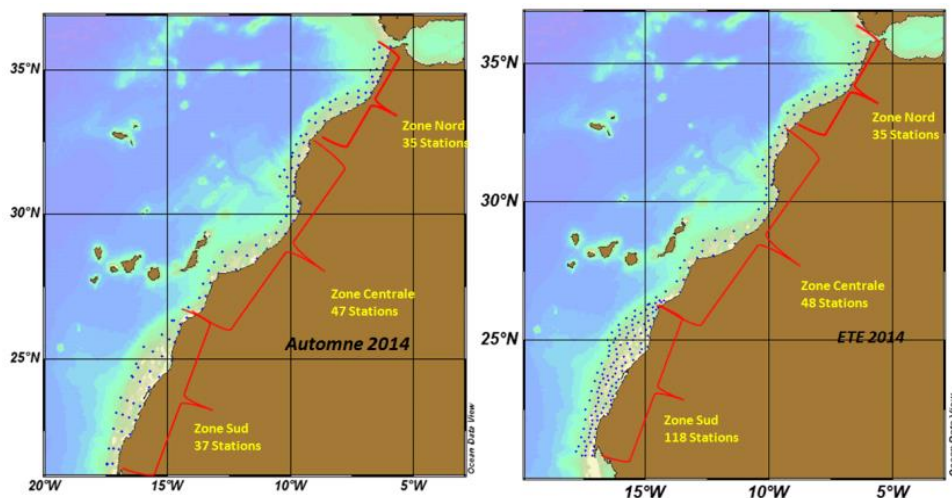 35°N
30°N
25°N
20°W
15°W
10°W
5°W
Zone Nord
35 Stations
Zone Centrale
47 Stations
Automne 2014
Zone Sud
37 Stations
Ocean Data View
35°N
30°N
25°N
15°W
10°W
5°W
Zone Nord
35 Stations
Zone Centrale
48 Stations
ETE 2014
Zone Sud
118 Stations
Ocean Data View